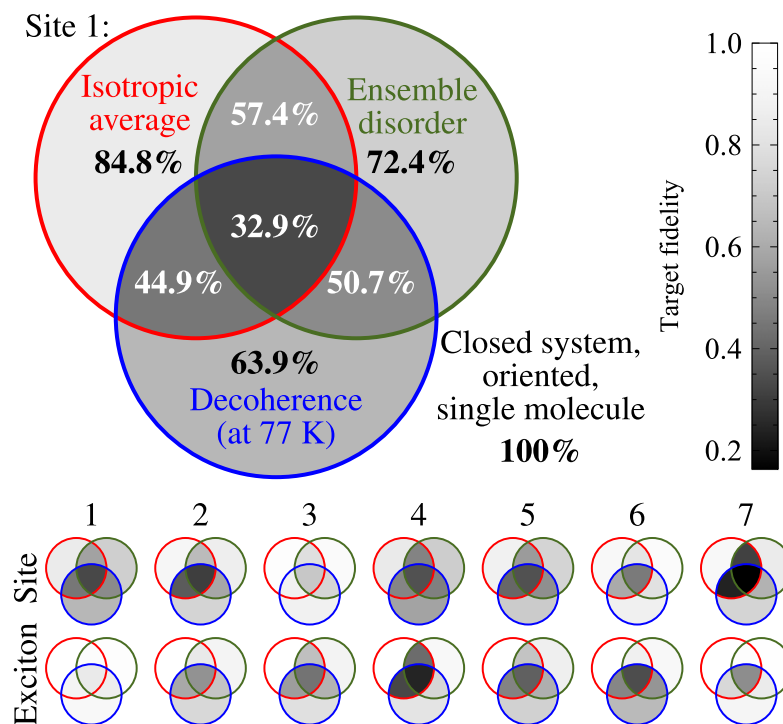 Site 1:
Isotropic
average
84.8%
57.4%
Ensemble
disorder
72.4%
32.9%
44.9%
50.7%
63.9%
Decoherence
(at 77 K)
Closed system,
oriented,
single molecule
100%
1.0
0.8
0.6
0.4
0.2
Target fidelity
1 2 3 4 5 6 7
Site
Exciton